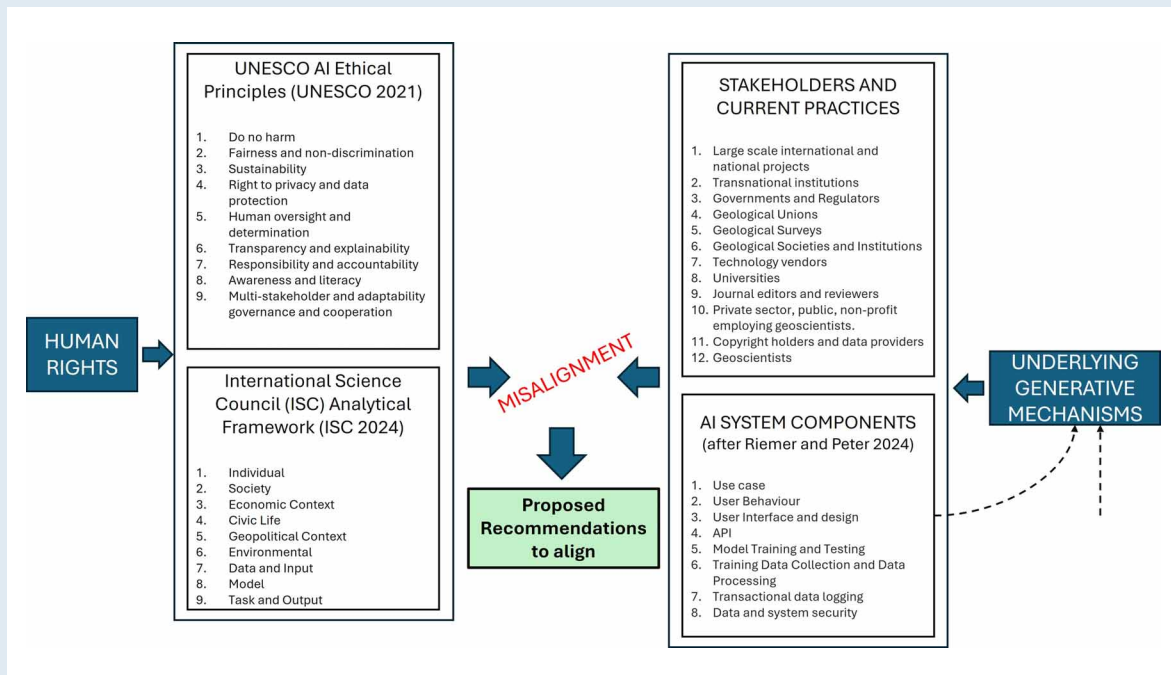 HUMAN
RIGHTS
UNESCO AI Ethical
Principles (UNESCO 2021)
1. Do no harm
2. Fairness and non-discrimination
3. Sustainability
4. Right to privacy and data
protection
5. Human oversight and
determination
6. Transparency and explainability
7. Responsibility and accountability
8. Awareness and literacy
9. Multi-stakeholder and adaptability
governance and cooperation
International Science
Council (ISC) Analytical
Framework (ISC 2024)
1. Individual
2. Society
3. Economic Context
4. Civic Life
5. Geopolitical Context
6. Environmental
7. Data and Input
8. Model
9. Task and Output
MISALIGNMENT
Proposed
Recommendations
to align
STAKEHOLDERS AND
CURRENT PRACTICES
1. Large scale international and
national projects
2. Transnational institutions
3. Governments and Regulators
4. Geological Unions
5. Geological Surveys
6. Geological Societies and Institutions
7. Technology vendors
8. Universities
9. Journal editors and reviewers
10. Private sector, public, non-profit
employing geoscientists.
11. Copyright holders and data providers
12. Geoscientists
AI SYSTEM COMPONENTS
(after Riemer and Peter 2024)
1. Use case
2. User Behaviour
3. User Interface and design
4. API
5. Model Training and Testing
6. Training Data Collection and Data
Processing
7. Transactional data logging
8. Data and system security
UNDERLYING
GENERATIVE
MECHANISMS